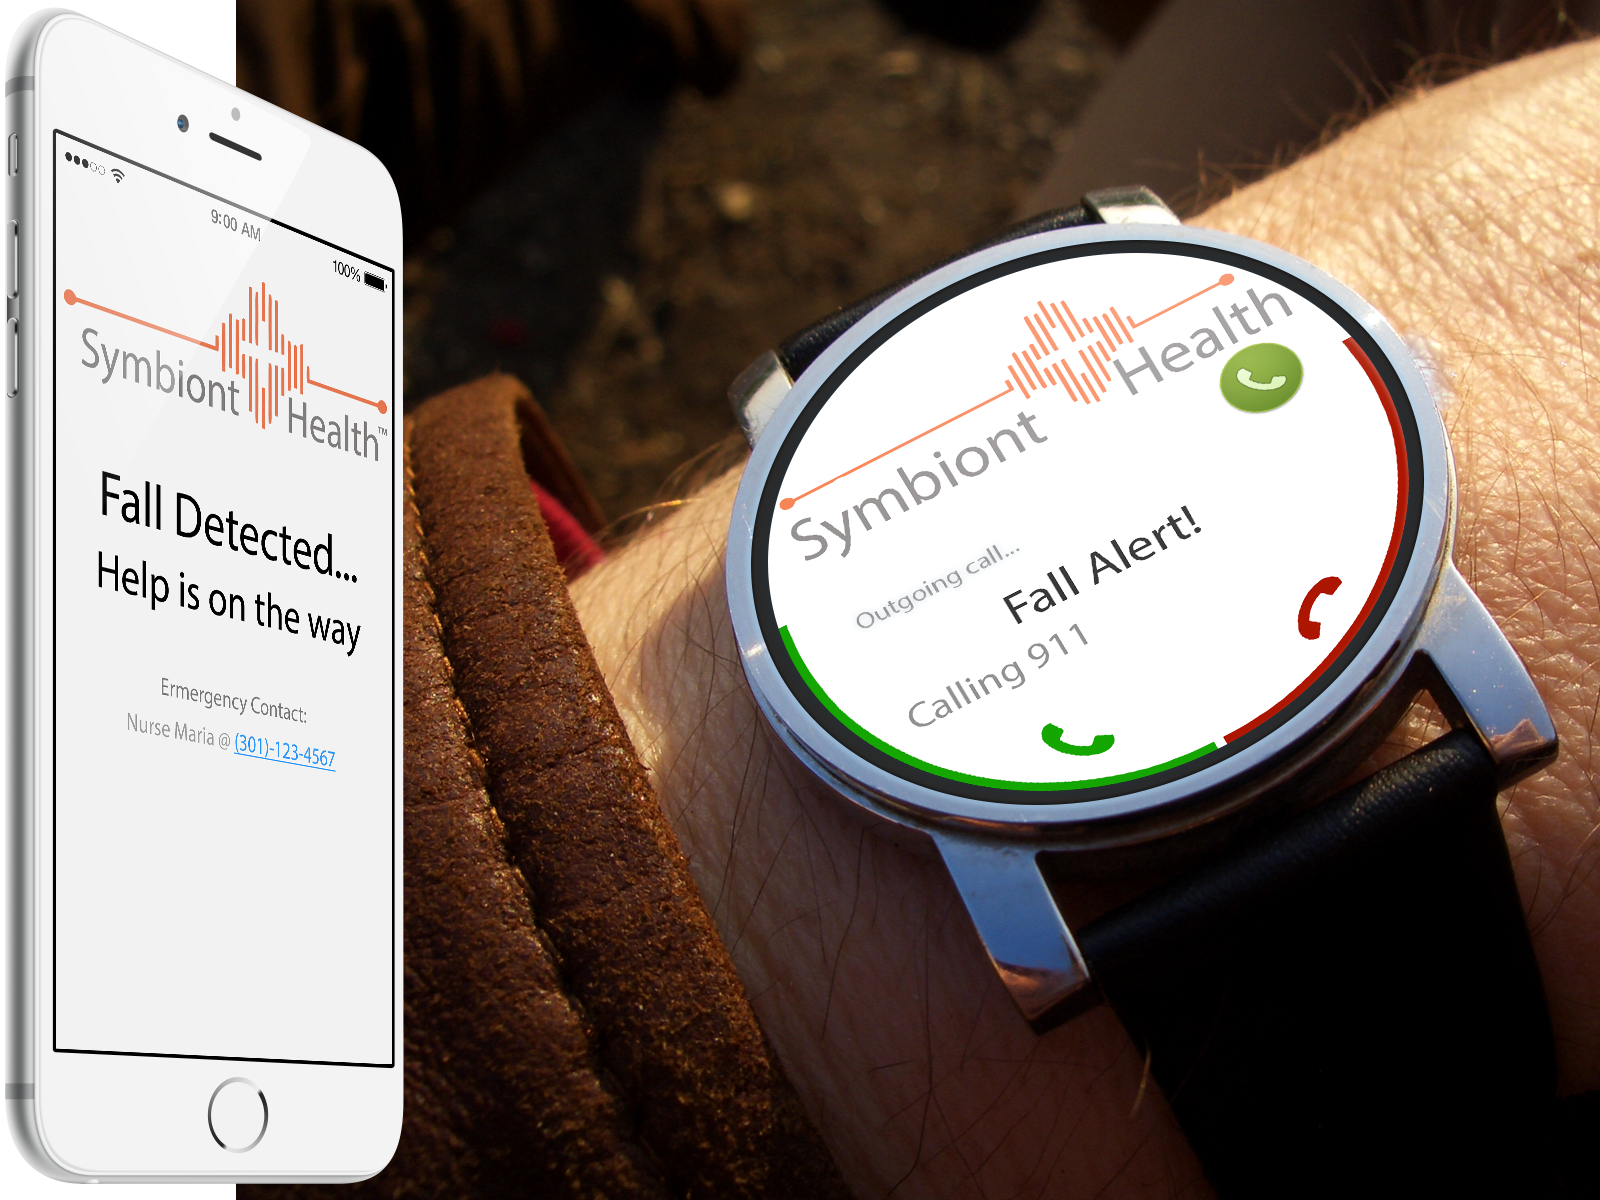 9:00 AM
100%
Symbiont Health™
Fall Detected...
Help is on the way
Ermergency Contact:
Nurse Maria @ (301)-123-4567
Symbiont Health
Outgoing call...
Fall Alert!
Calling 911